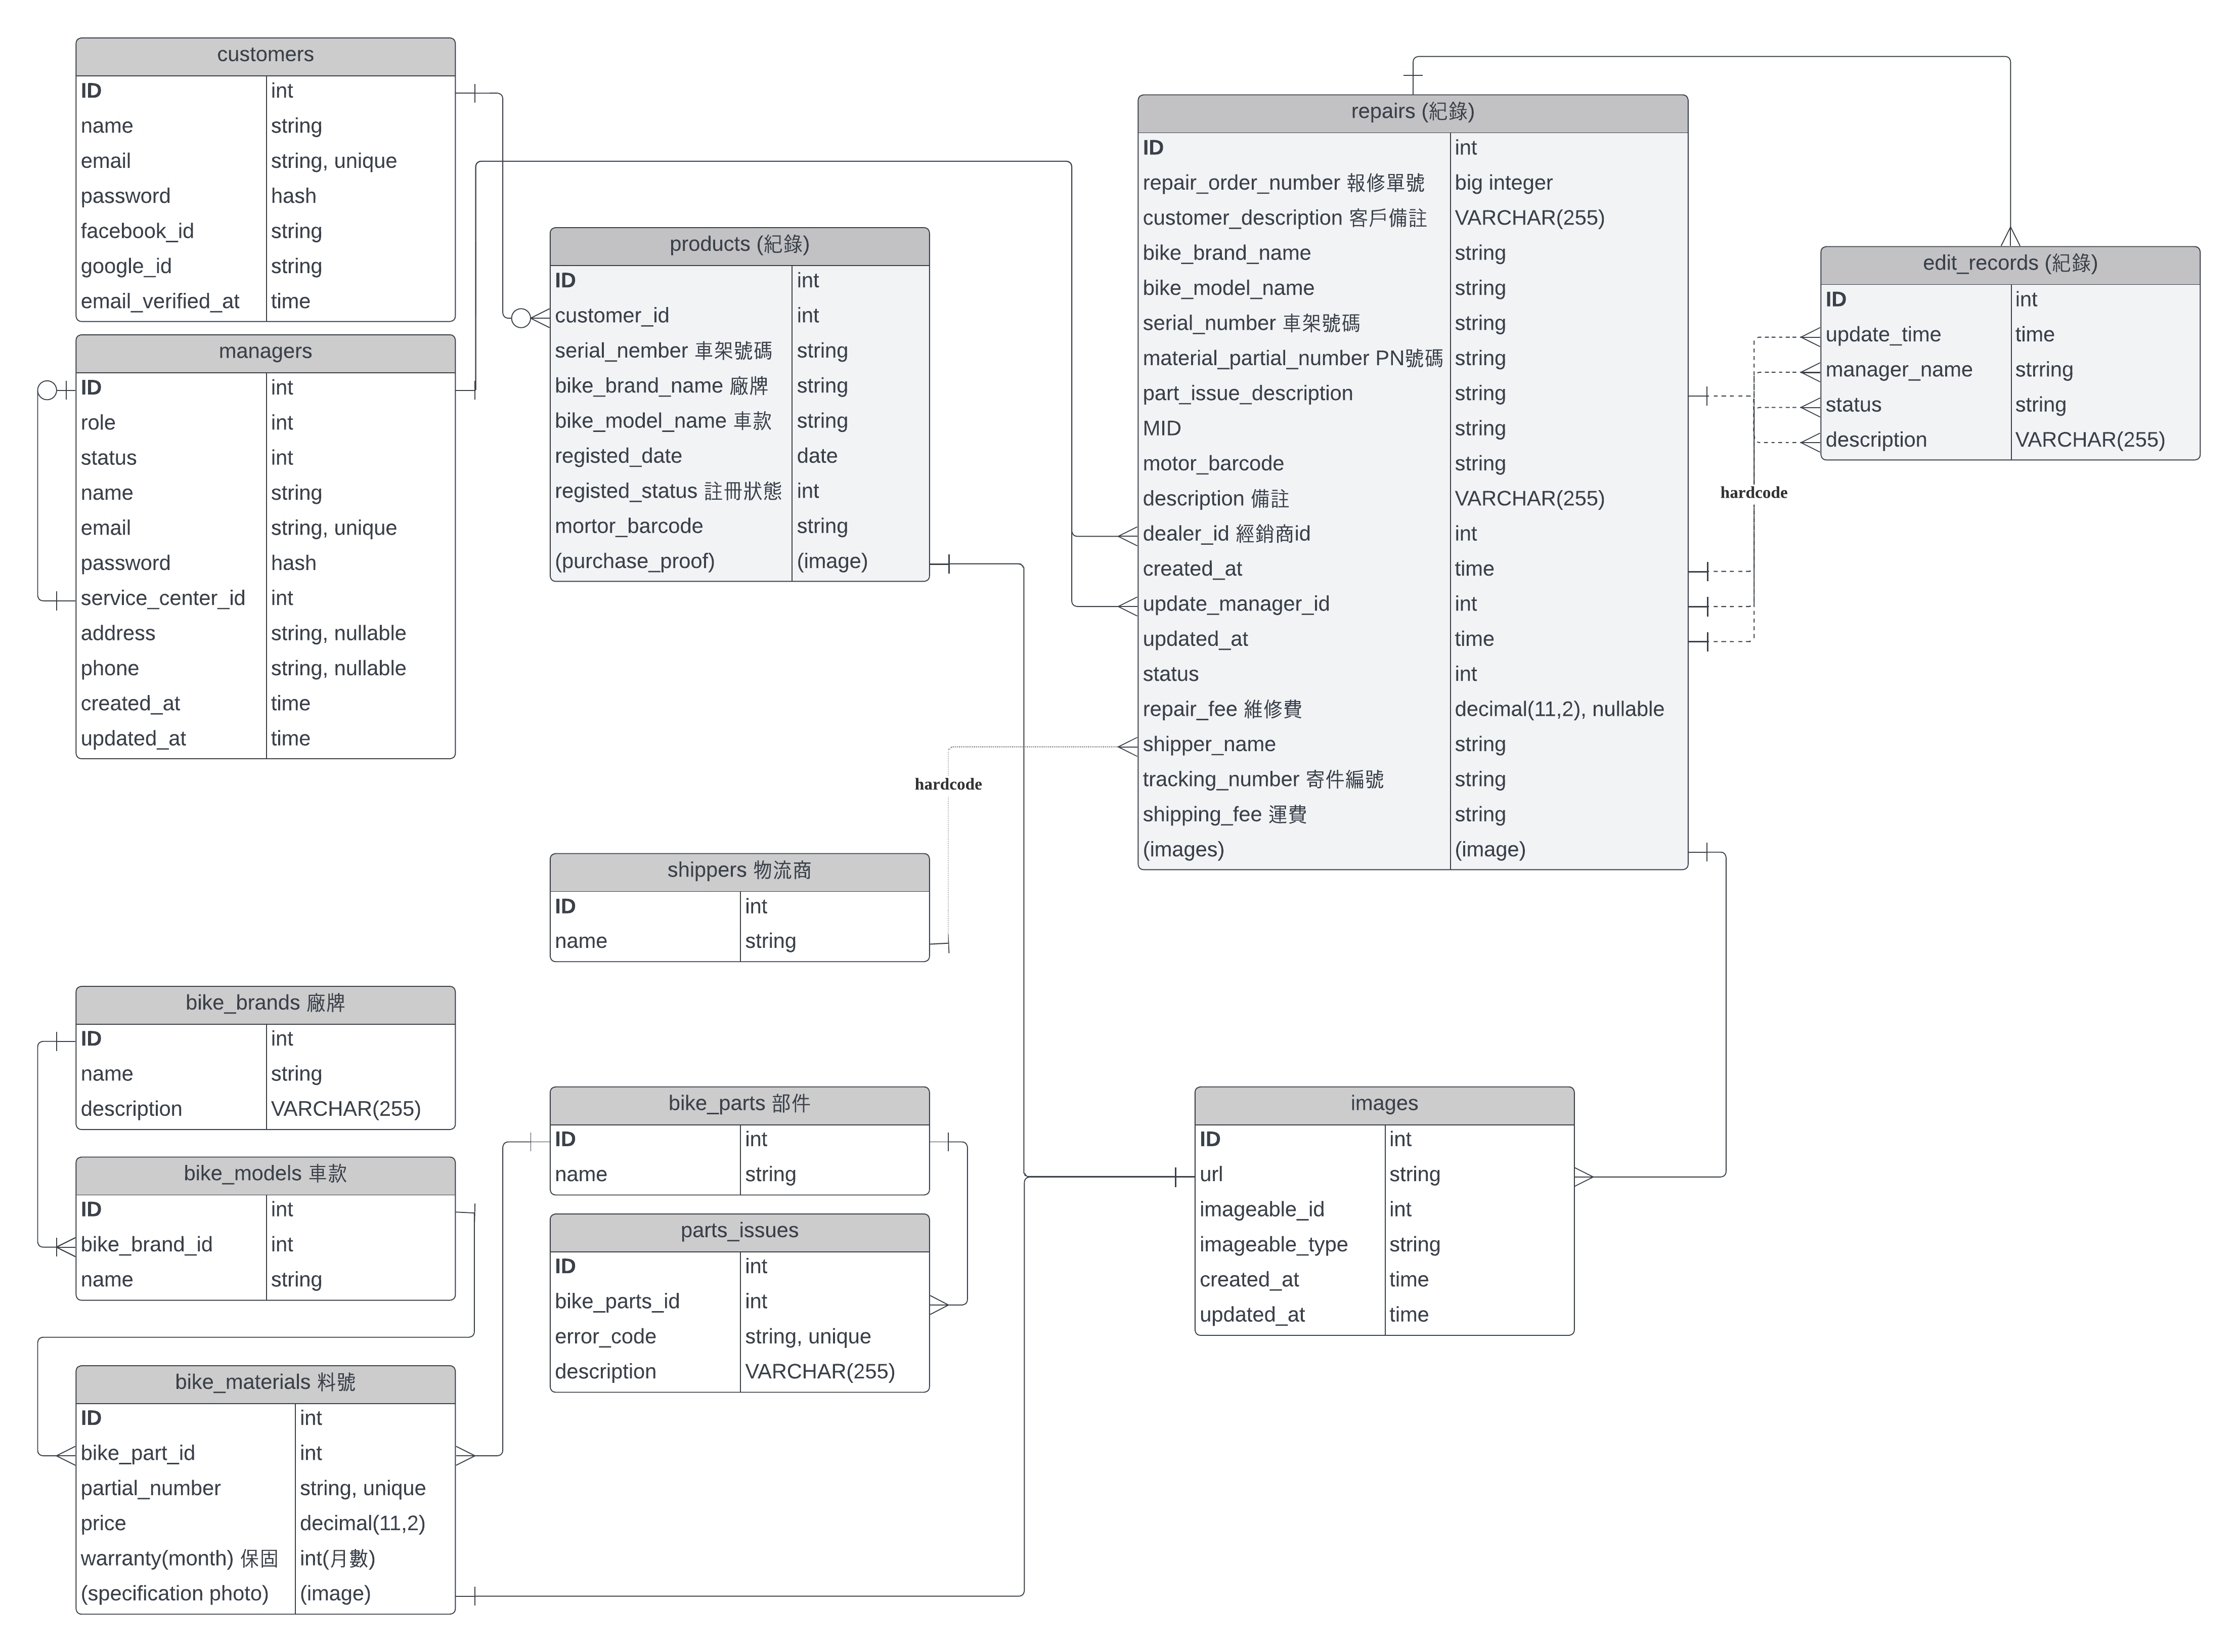 customers
ID int
name string
email string, unique
password hash
facebook_id string
google_id string
email_verified_at time
managers
ID int
role int
status int
name string
email string, unique
password hash
service_center_id int
address string, nullable
phone string, nullable
created_at time
updated_at time
products (紀錄)
ID int
customer_id int
serial_nember 車架號碼 string
bike_brand_name 廠牌 string
bike_model_name 車款 string
registed_date date
registed_status 註冊狀態 int
mortor_barcode string
(purchase_proof) (image)
repairs (紀錄)
ID int
repair_order_number 報修單號 big integer
customer_description 客戶備註 VARCHAR(255)
bike_brand_name string
bike_model_name string
serial_number 車架號碼 string
material_partial_number PN號碼 string
part_issue_description string
MID string
motor_barcode string
description 備註 VARCHAR(255)
dealer_id 經銷商id int
created_at time
update_manager_id int
updated_at time
status int
repair_fee 維修費 decimal(11,2), nullable
shipper_name string
tracking_number 寄件編號 string
shipping_fee 運費 string
(images) (image)
edit_records (紀錄)
ID int
update_time time
manager_name strring
status string
description VARCHAR(255)
hardcode
hardcode
shippers 物流商
ID int
name string
bike_brands 廠牌
ID int
name string
description VARCHAR(255)
bike_models 車款
ID int
bike_brand_id int
name string
bike_materials 料號
ID int
bike_part_id int
partial_number string, unique
price decimal(11,2)
warranty(month) 保固 int(月數)
(specification photo) (image)
bike_parts 部件
ID int
name string
parts_issues
ID int
bike_parts_id int
error_code string, unique
description VARCHAR(255)
images
ID int
url string
imageable_id int
imageable_type string
created_at time
updated_at time